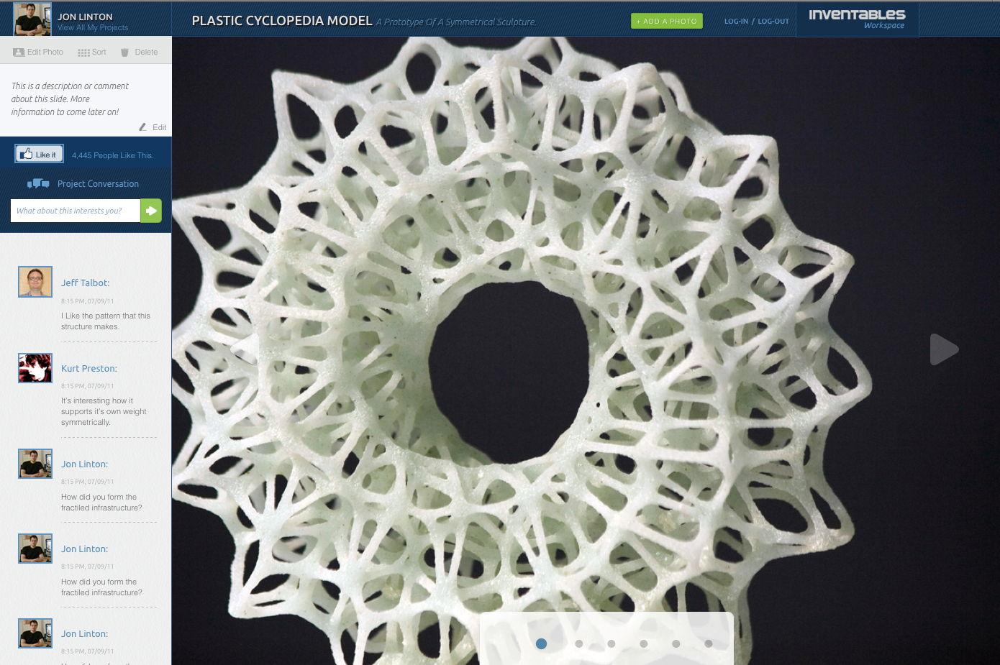 JON LINTON
View All My Projects
PLASTIC CYCLOPEDIA MODEL A Prototype Of A Symmetrical Sculpture.
+ ADD A PHOTO
LOG-IN / LOG-OUT
INVENTABLES
Workspace
Edit Photo
Sort
Delete
This is a description or comment
about this slide. More
information to come later on!
Edit
Like it
4,445 People Like This.
Project Conversation
What about this interests you?
Jeff Talbot:
8:15 PM, 07/09/11
I Like the pattern that this
structure makes.
Kurt Preston:
8:15 PM, 07/09/11
It's interesting how it
supports it's own weight
symmetrically.
Jon Linton:
8:15 PM, 07/09/11
How did you form the
fractiled infrastructure?
Jon Linton:
8:15 PM, 07/09/11
How did you form the
fractiled infrastructure?
Jon Linton:
8:15 PM, 07/09/11